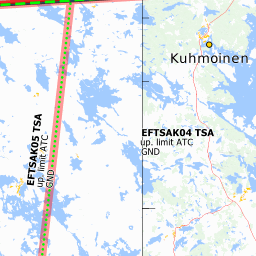 Kuhmoinen
EFTSAK05 TSA
up. limit ATC
GND
EFTSAK04 TSA
up. limit ATC
GND